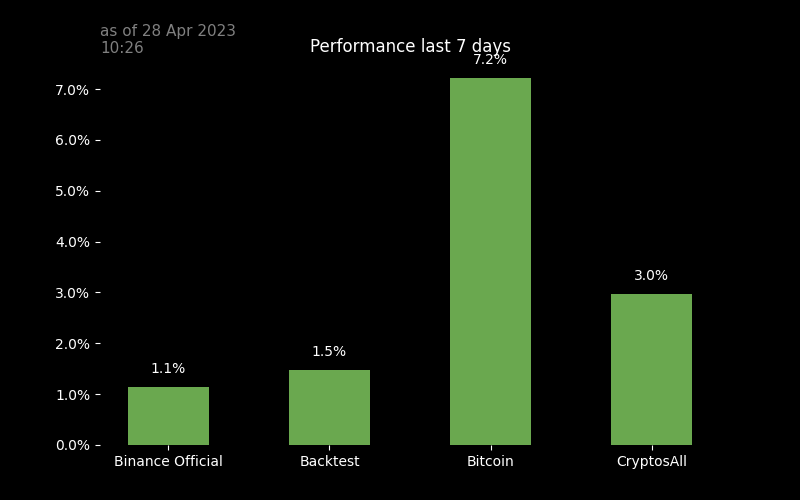 as of 28 Apr 2023
10:26
Performance last 7 days
7.2%
7.0%
6.0%
5.0%
4.0%
3.0%
3.0%
2.0%
1.5%
1.1%
1.0%
0.0%
Binance Official
Backtest
Bitcoin
CryptosAll